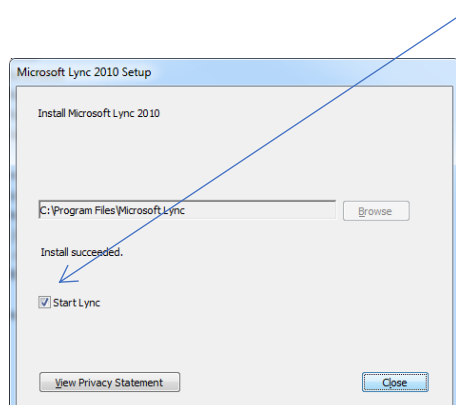 Microsoft Lync 2010 Setup
Install Microsoft Lync 2010
C:\Program Files\Microsoft Lync
Browse
Install succeeded.
Start Lync
View Privacy Statement
Close